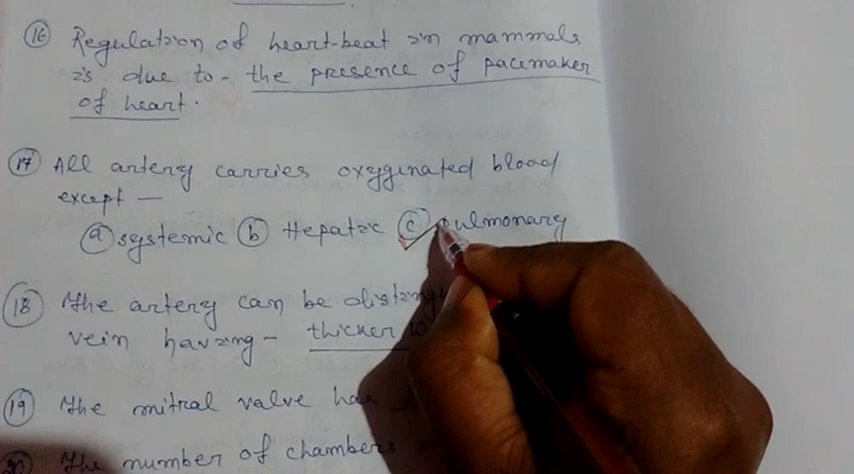 (16) Regulation of heart-beat in mammals
is due to - the presence of pacemaker
of heart.
(17) All artery carries oxyginated blood
except —
(a) systemic (b) Hepatic (c) pulmonary
(18) The artery can be
vein having - thicker
(19) The mitral valve has
The number of chambers